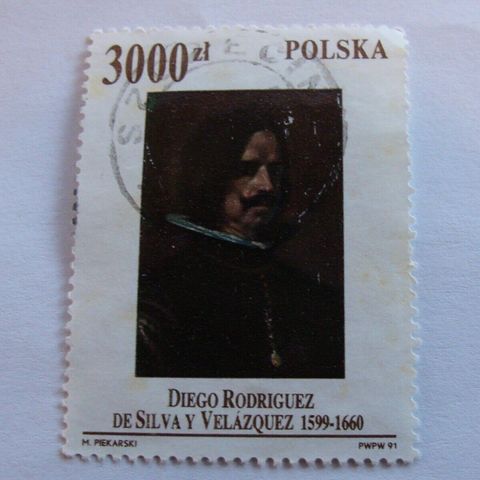 3000 zł POLSKA
DIEGO RODRIGUEZ
DE SILVA Y VELÁZQUEZ 1599-1660
M. PIEKARSKI PWPW 91